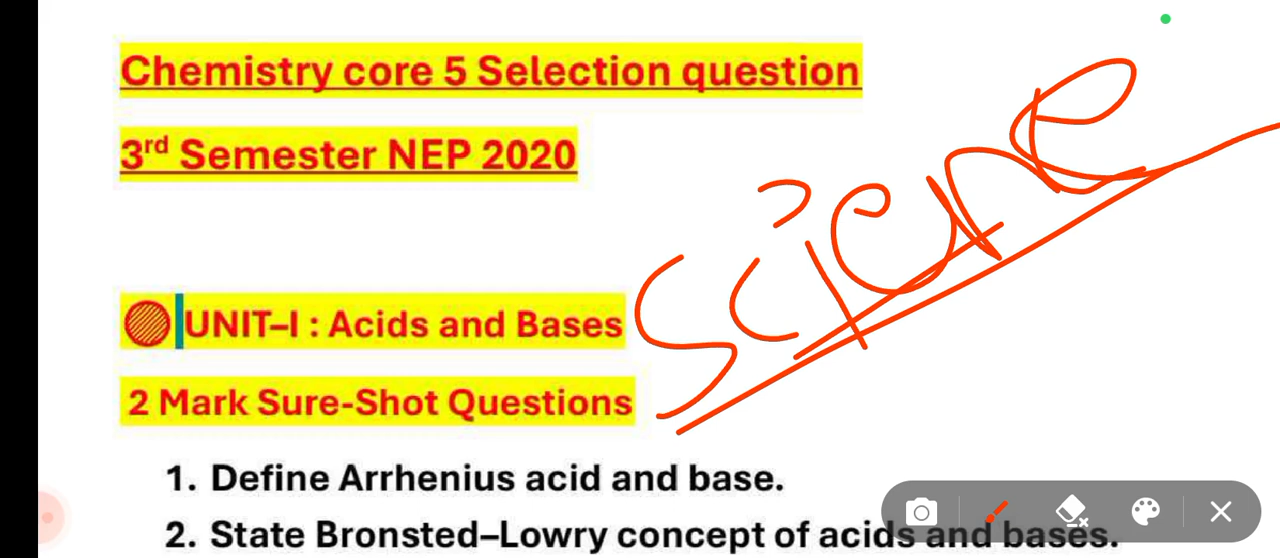 Chemistry core 5 Selection question
3rd Semester NEP 2020
Sciene
UNIT–I : Acids and Bases
2 Mark Sure-Shot Questions
1. Define Arrhenius acid and base.
2. State Bronsted–Lowry concept of acids and bases.